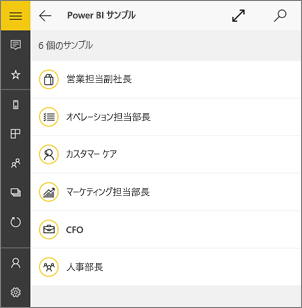 Power BI サンプル
6 個のサンプル
営業担当副社長
オペレーション担当部長
カスタマー ケア
マーケティング担当部長
CFO
人事部長